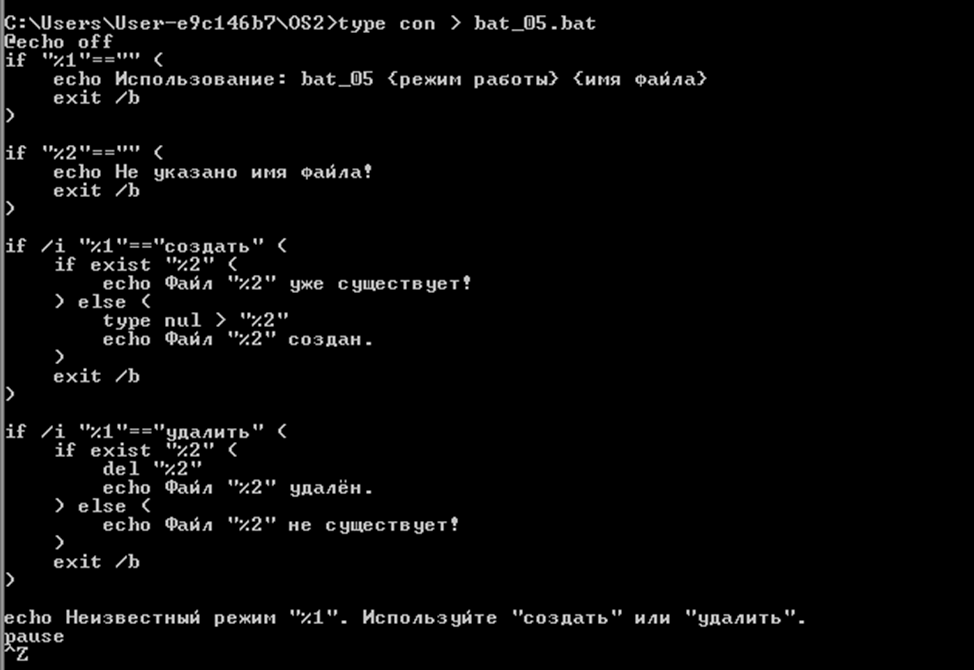 C:\Users\User-e9c146b7\OS2>type con > bat_05.bat
@echo off
if "%1"=="" (
    echo Использование: bat_05 {режим работы} {имя файла}
    exit /b
)

if "%2"=="" (
    echo Не указано имя файла!
    exit /b
)

if /i "%1"=="создать" (
    if exist "%2" (
        echo Файл "%2" уже существует!
    ) else (
        type nul > "%2"
        echo Файл "%2" создан.
    )
    exit /b
)

if /i "%1"=="удалить" (
    if exist "%2" (
        del "%2"
        echo Файл "%2" удалён.
    ) else (
        echo Файл "%2" не существует!
    )
    exit /b
)

echo Неизвестный режим "%1". Используйте "создать" или "удалить".
pause
^Z